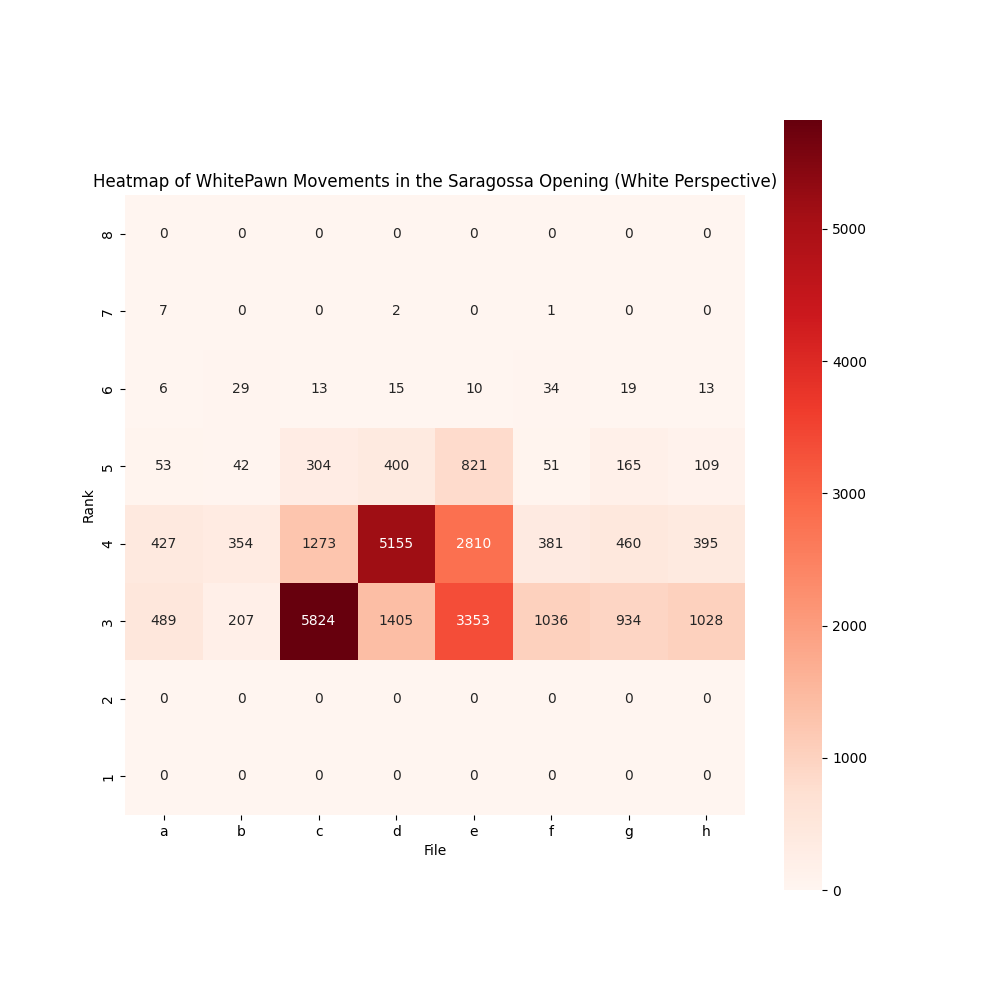 Heatmap of WhitePawn Movements in the Saragossa Opening (White Perspective)
8 0 0 0 0 0 0 0 0
7 7 0 0 2 0 1 0 0
6 6 29 13 15 10 34 19 13
5 53 42 304 400 821 51 165 109
Rank
4 427 354 1273 5155 2810 381 460 395
3 489 207 5824 1405 3353 1036 934 1028
2 0 0 0 0 0 0 0 0
1 0 0 0 0 0 0 0 0
a b c d e f g h
File
5000
4000
3000
2000
1000
0